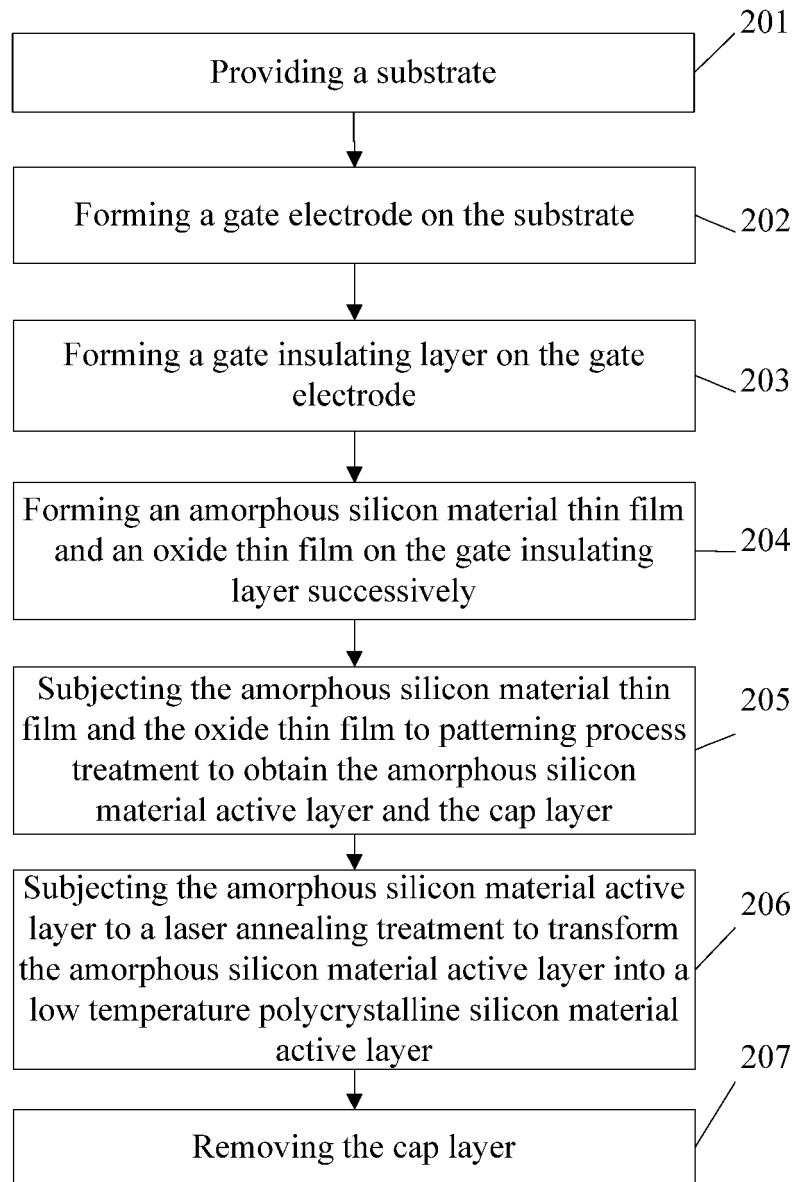 201
Providing a substrate
Forming a gate electrode on the substrate
202
Forming a gate insulating layer on the gate
electrode
203
Forming an amorphous silicon material thin film
and an oxide thin film on the gate insulating
layer successively
204
Subjecting the amorphous silicon material thin
film and the oxide thin film to patterning process
treatment to obtain the amorphous silicon
material active layer and the cap layer
205
Subjecting the amorphous silicon material active
layer to a laser annealing treatment to transform
the amorphous silicon material active layer into a
low temperature polycrystalline silicon material
active layer
206
207
Removing the cap layer